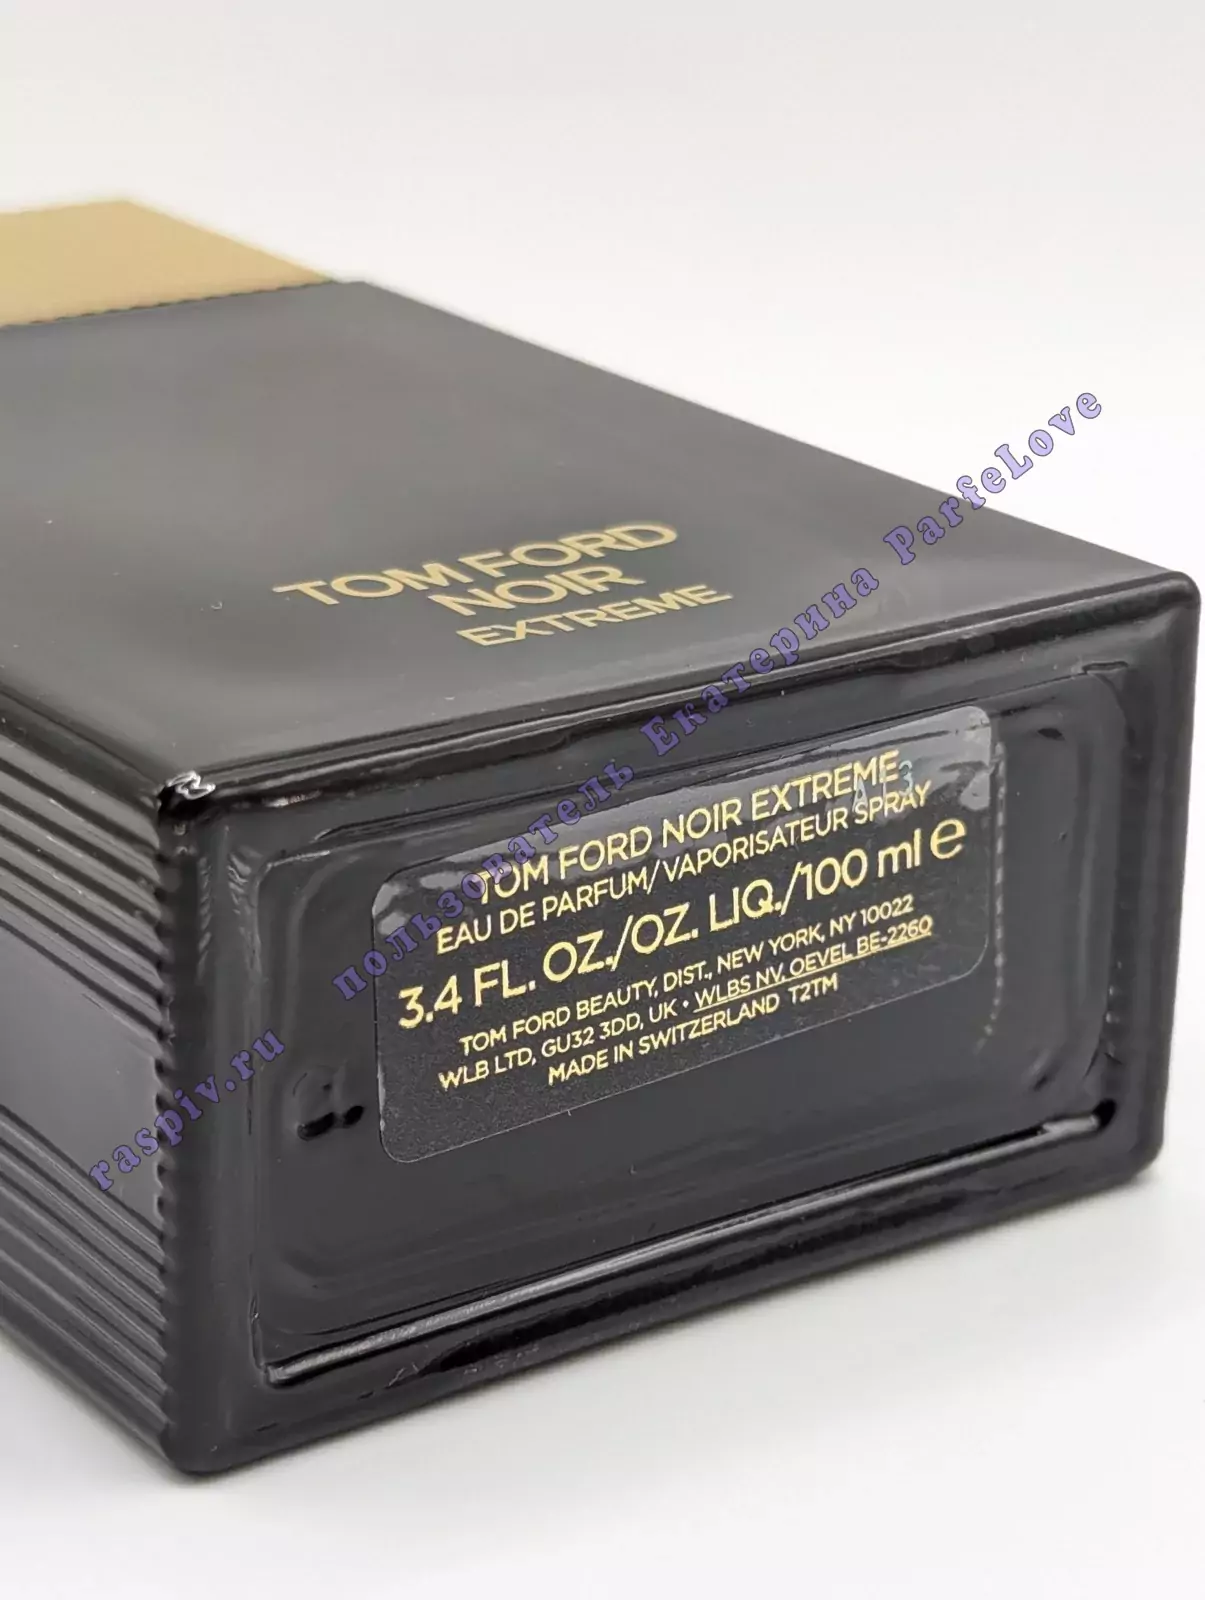 TOM FORD
NOIR
EXTREME
TOM FORD NOIR EXTREME
EAU DE PARFUM/VAPORISATEUR SPRAY
3.4 FL. OZ./OZ. LIQ./100 ml e
TOM FORD BEAUTY, DIST., NEW YORK, NY 10022
WLB LTD, GU32 3DD, UK • WLBS NV, OEVEL BE-2260
MADE IN SWITZERLAND T2TM
raspiv.ru пользователь Екатерина ParfeLove